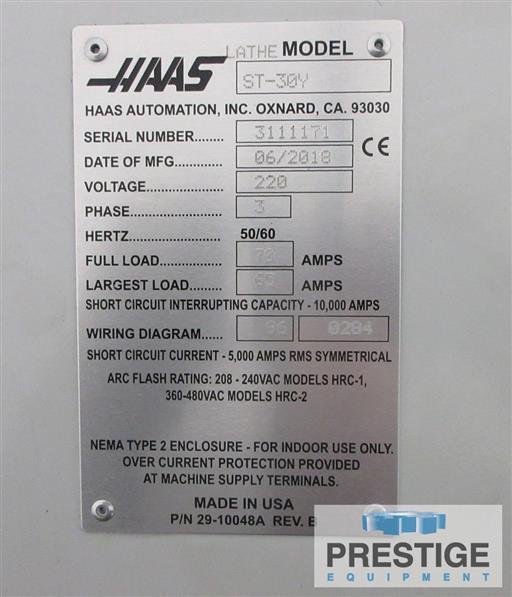 HAAS LATHE MODEL
ST-30Y
HAAS AUTOMATION, INC. OXNARD, CA. 93030
SERIAL NUMBER....... 3111171
DATE OF MFG............ 06/2018 CE
VOLTAGE.................. 220
PHASE...... 3
HERTZ........................ 50/60
FULL LOAD............. 70 AMPS
LARGEST LOAD........ AMPS
SHORT CIRCUIT INTERRUPTING CAPACITY - 10,000 AMPS
WIRING DIAGRAM...... 96 0284
SHORT CIRCUIT CURRENT - 5,000 AMPS RMS SYMMETRICAL
ARC FLASH RATING: 208 - 240VAC MODELS HRC-1,
360-480VAC MODELS HRC-2
NEMA TYPE 2 ENCLOSURE - FOR INDOOR USE ONLY.
OVER CURRENT PROTECTION PROVIDED
AT MACHINE SUPPLY TERMINALS.
MADE IN USA
P/N 29-10048A REV. B
PRESTIGE
EQUIPMENT